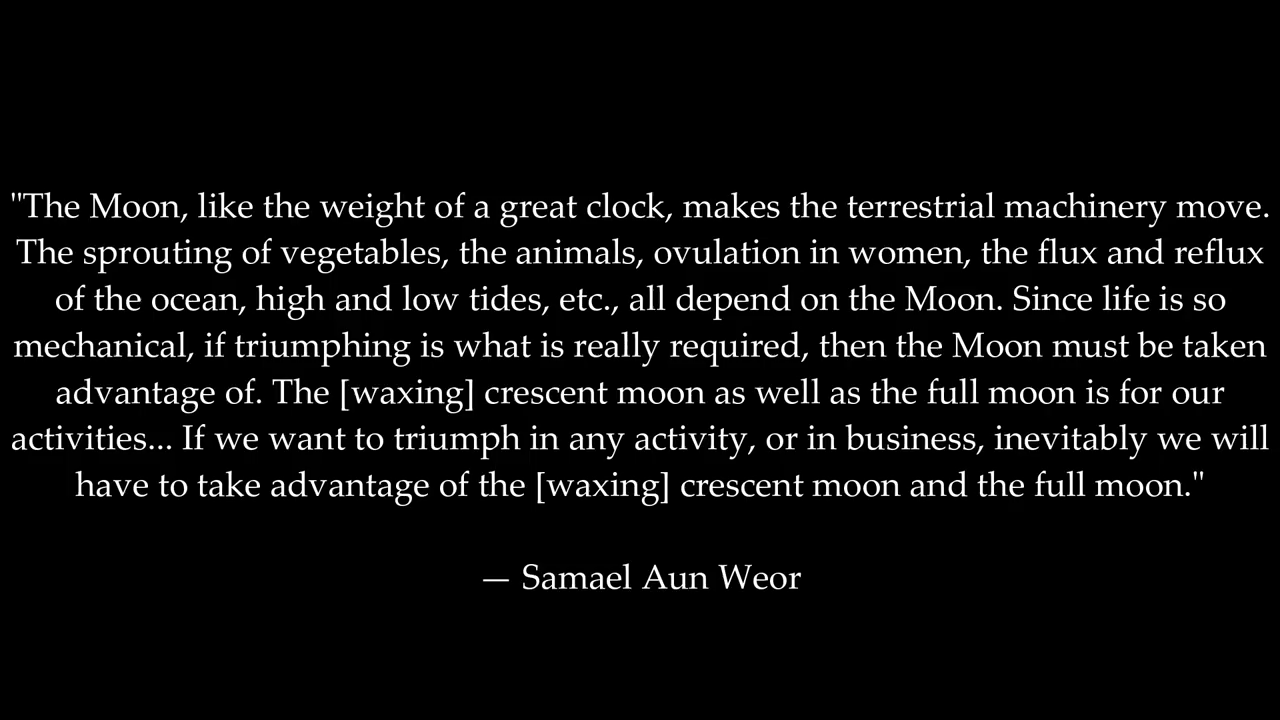 "The Moon, like the weight of a great clock, makes the terrestrial machinery move.
The sprouting of vegetables, the animals, ovulation in women, the flux and reflux
of the ocean, high and low tides, etc., all depend on the Moon. Since life is so
mechanical, if triumphing is what is really required, then the Moon must be taken
advantage of. The [waxing] crescent moon as well as the full moon is for our
activities... If we want to triumph in any activity, or in business, inevitably we will
have to take advantage of the [waxing] crescent moon and the full moon."
— Samael Aun Weor